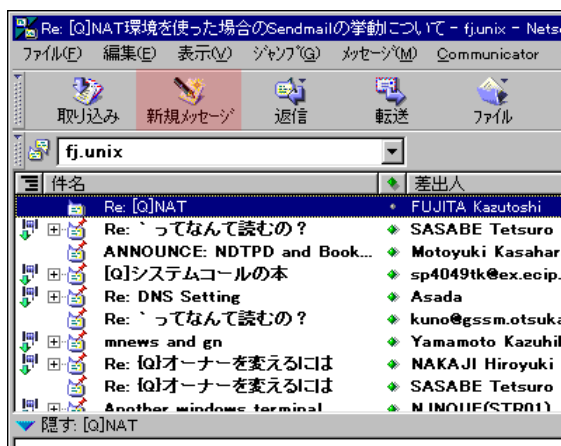 Re: [Q]NAT環境を使った場合のSendmailの挙動について - fj.unix - Nets
ファイル(F) 編集(E) 表示(V) ジャンプ(G) メッセージ(M) Communicator
取り込み 新規メッセージ 返信 転送 ファイル
fj.unix
件名 差出人
Re: [Q]NAT FUJITA Kazutoshi
Re: ` ってなんて読むの? SASABE Tetsuro
ANNOUNCE: NDTPD and Book... Motoyuki Kasahar
[Q]システムコールの本 sp4049tk@ex.ecip.
Re: DNS Setting Asada
Re: ` ってなんて読むの? kuno@gssm.otsuka
mnews and gn Yamamoto Kazuhil
Re: [Q]オーナーを変えるには NAKAJI Hiroyuki
Re: [Q]オーナーを変えるには SASABE Tetsuro
Another windows terminal N.INOUE(STR01)
隠す: [Q]NAT